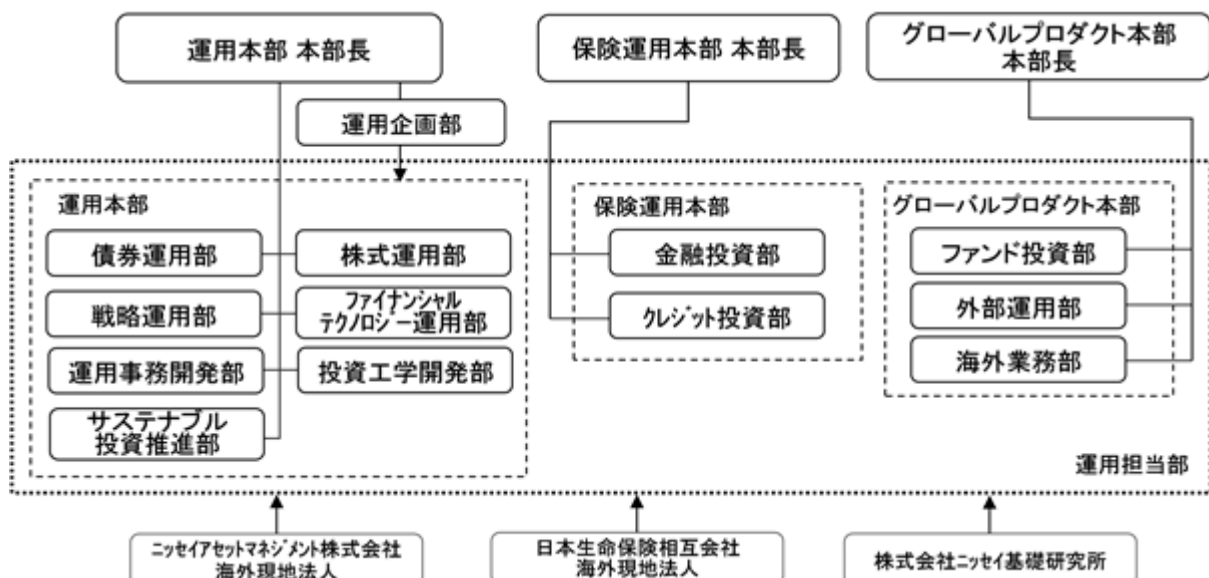 運用本部 本部長
保険運用本部 本部長
グローバルプロダクト本部
本部長
運用企画部
運用本部
債券運用部
株式運用部
戦略運用部
ファイナンシャル
テクノロジー運用部
運用事務開発部
投資工学開発部
サステナブル
投資推進部
保険運用本部
金融投資部
クレジット投資部
グローバルプロダクト本部
ファンド投資部
外部運用部
海外業務部
運用担当部
ニッセイアセットマネジメント株式会社
海外現地法人
日本生命保険相互会社
海外現地法人
株式会社ニッセイ基礎研究所